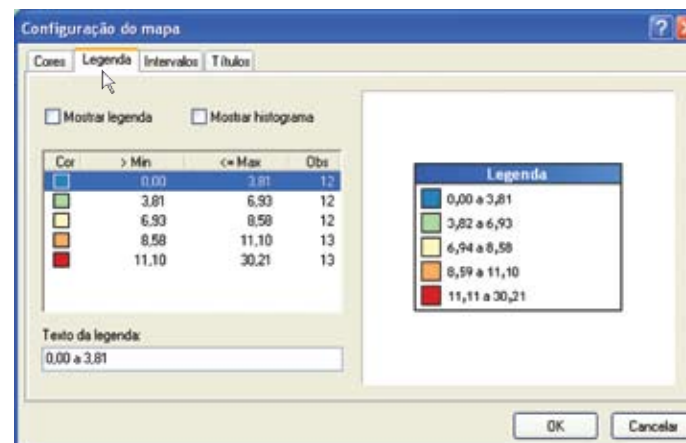 Configuração do mapa
Cores Legenda Intervalos Títulos
Mostrar legenda Mostrar histograma
Cor > Min <= Max Obs
0,00 3,81 12
3,81 6,93 12
6,93 8,58 12
8,58 11,10 13
11,10 30,21 13
Texto da legenda:
0,00 a 3,81
Legenda
0,00 a 3,81
3,82 a 6,93
6,94 a 8,58
8,59 a 11,10
11,11 a 30,21
OK Cancelar